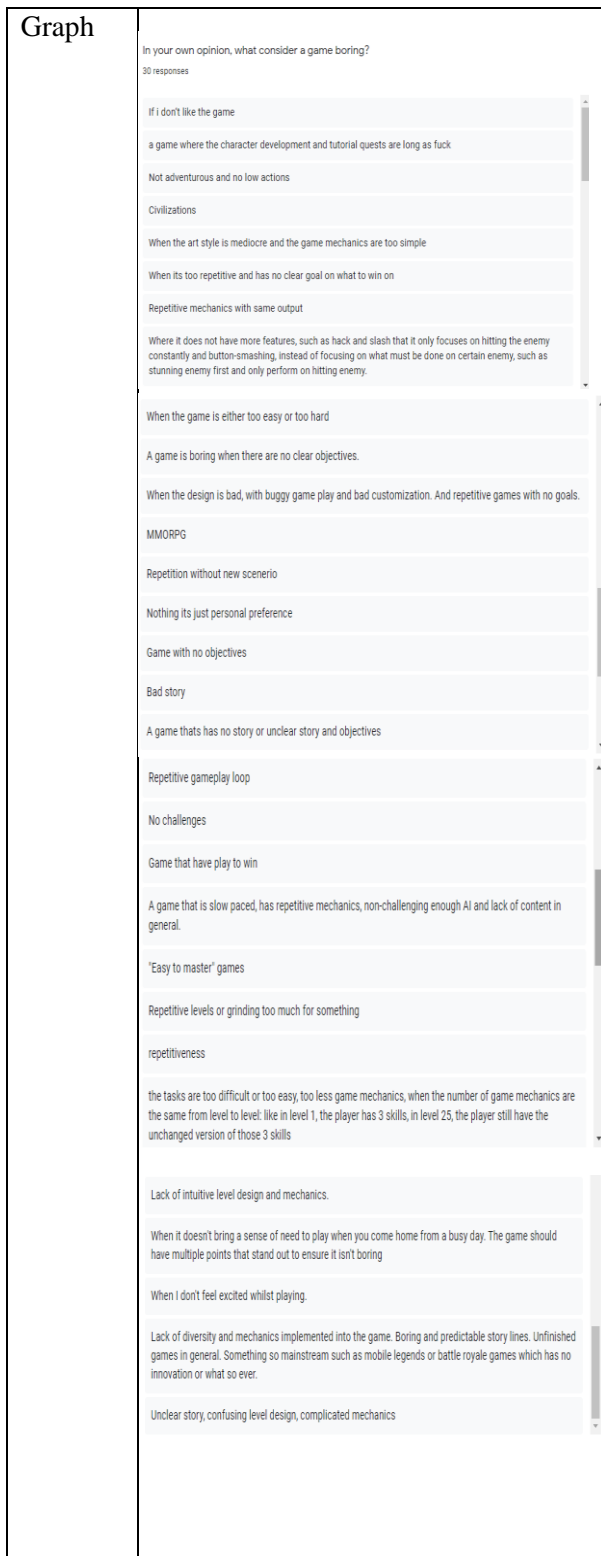 Graph
In your own opinion, what consider a game boring?
30 responses
If i don't like the game
a game where the character development and tutorial quests are long as fuck
Not adventurous and no low actions
Civilizations
When the art style is mediocre and the game mechanics are too simple
When its too repetitive and has no clear goal on what to win on
Repetitive mechanics with same output
Where it does not have more features, such as hack and slash that it only focuses on hitting the enemy
constantly and button-smashing, instead of focusing on what must be done on certain enemy, such as
stunning enemy first and only perform on hitting enemy.
When the game is either too easy or too hard
A game is boring when there are no clear objectives.
When the design is bad, with buggy game play and bad customization. And repetitive games with no goals.
MMORPG
Repetition without new scenerio
Nothing its just personal preference
Game with no objectives
Bad story
A game thats has no story or unclear story and objectives
Repetitive gameplay loop
No challenges
Game that have play to win
A game that is slow paced, has repetitive mechanics, non-challenging enough AI and lack of content in
general.
"Easy to master" games
Repetitive levels or grinding too much for something
repetitiveness
the tasks are too difficult or too easy, too less game mechanics, when the number of game mechanics are
the same from level to level: like in level 1, the player has 3 skills, in level 25, the player still have the
unchanged version of those 3 skills
Lack of intuitive level design and mechanics.
When it doesn't bring a sense of need to play when you come home from a busy day. The game should
have multiple points that stand out to ensure it isn't boring
When I don't feel excited whilst playing.
Lack of diversity and mechanics implemented into the game. Boring and predictable story lines. Unfinished
games in general. Something so mainstream such as mobile legends or battle royale games which has no
innovation or what so ever.
Unclear story, confusing level design, complicated mechanics